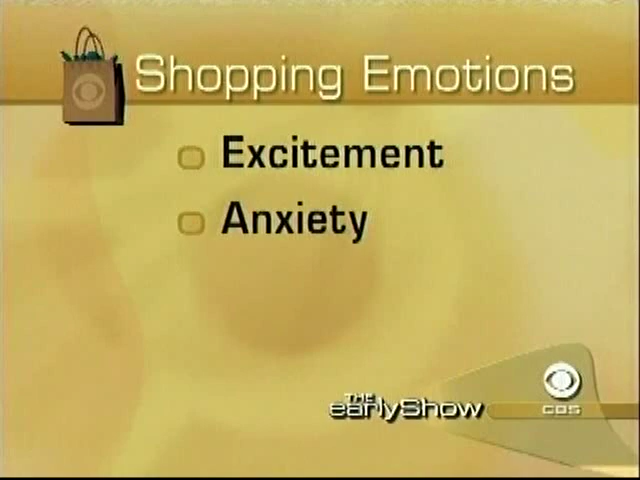 Shopping Emotions
Excitement
Anxiety
THE
earlyShow
CBS